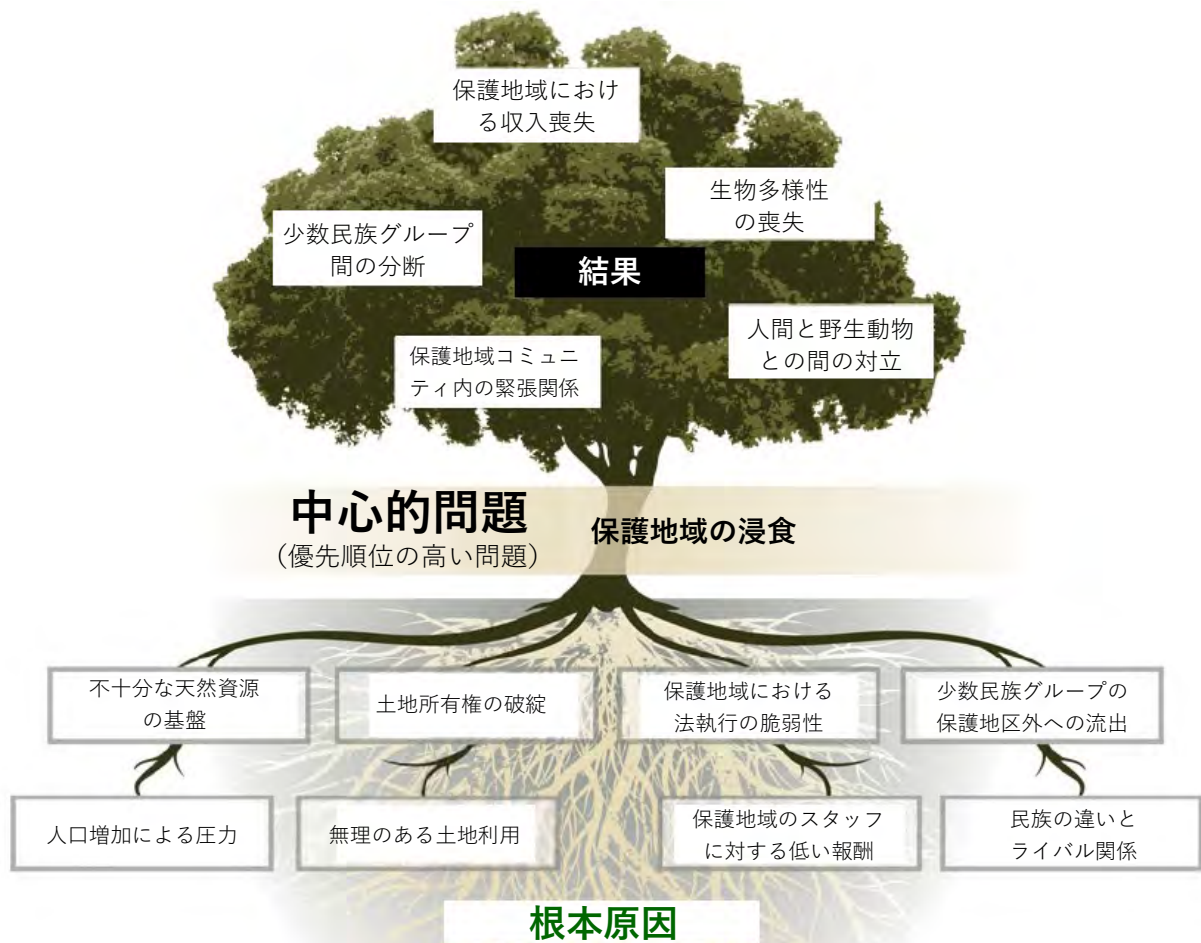 保護地域におけ
る収入喪失
生物多様性
の喪失
少数民族グループ
間の分断
結果
人間と野生動物
との間の対立
保護地域コミュニ
ティ内の緊張関係
中心的問題
(優先順位の高い問題)
保護地域の浸食
不十分な天然資源
の基盤
土地所有権の破綻
保護地域における
法執行の脆弱性
少数民族グループの
保護地区外への流出
人口増加による圧力
無理のある土地利用
保護地域のスタッフ
に対する低い報酬
民族の違いと
ライバル関係
根本原因